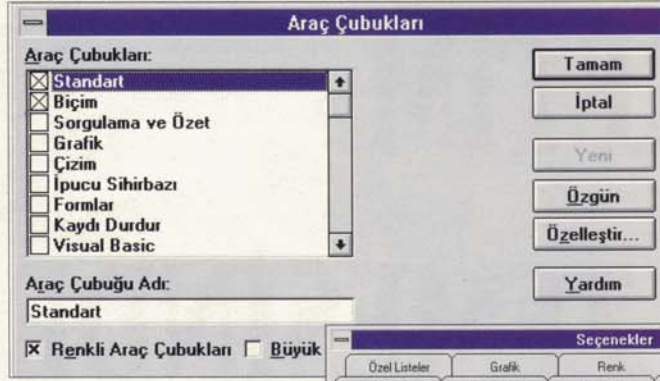 Araç Çubukları
Araç Çubukları:
Standart
Biçim
Sorgulama ve Özet
Grafik
Çizim
İpucu Sihirbazı
Formlar
Kaydı Durdur
Visual Basic
Araç Çubuğu Adı:
Standart
Renkli Araç Çubukları
Büyük
Tamam
İptal
Yeni
Özgün
Özelleştir...
Yardım
Seçenekler
Özel Listeler
Grafik
Renk